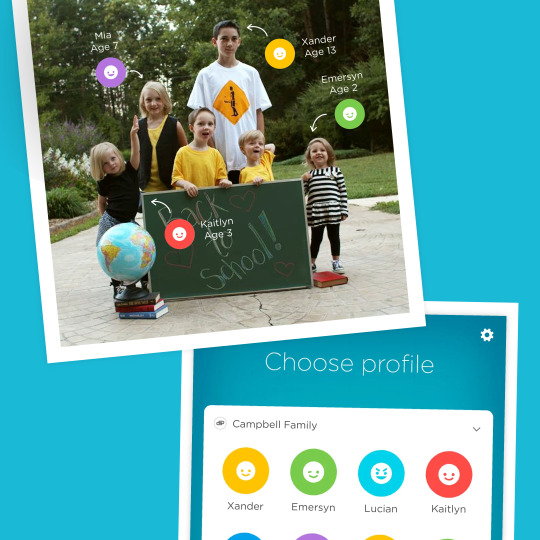 Mia
Age 7
Xander
Age 13
Emersyn
Age 2
Kaitlyn
Age 3
Back
to
School!
Choose profile
Campbell Family
Xander
Emersyn
Lucian
Kaitlyn